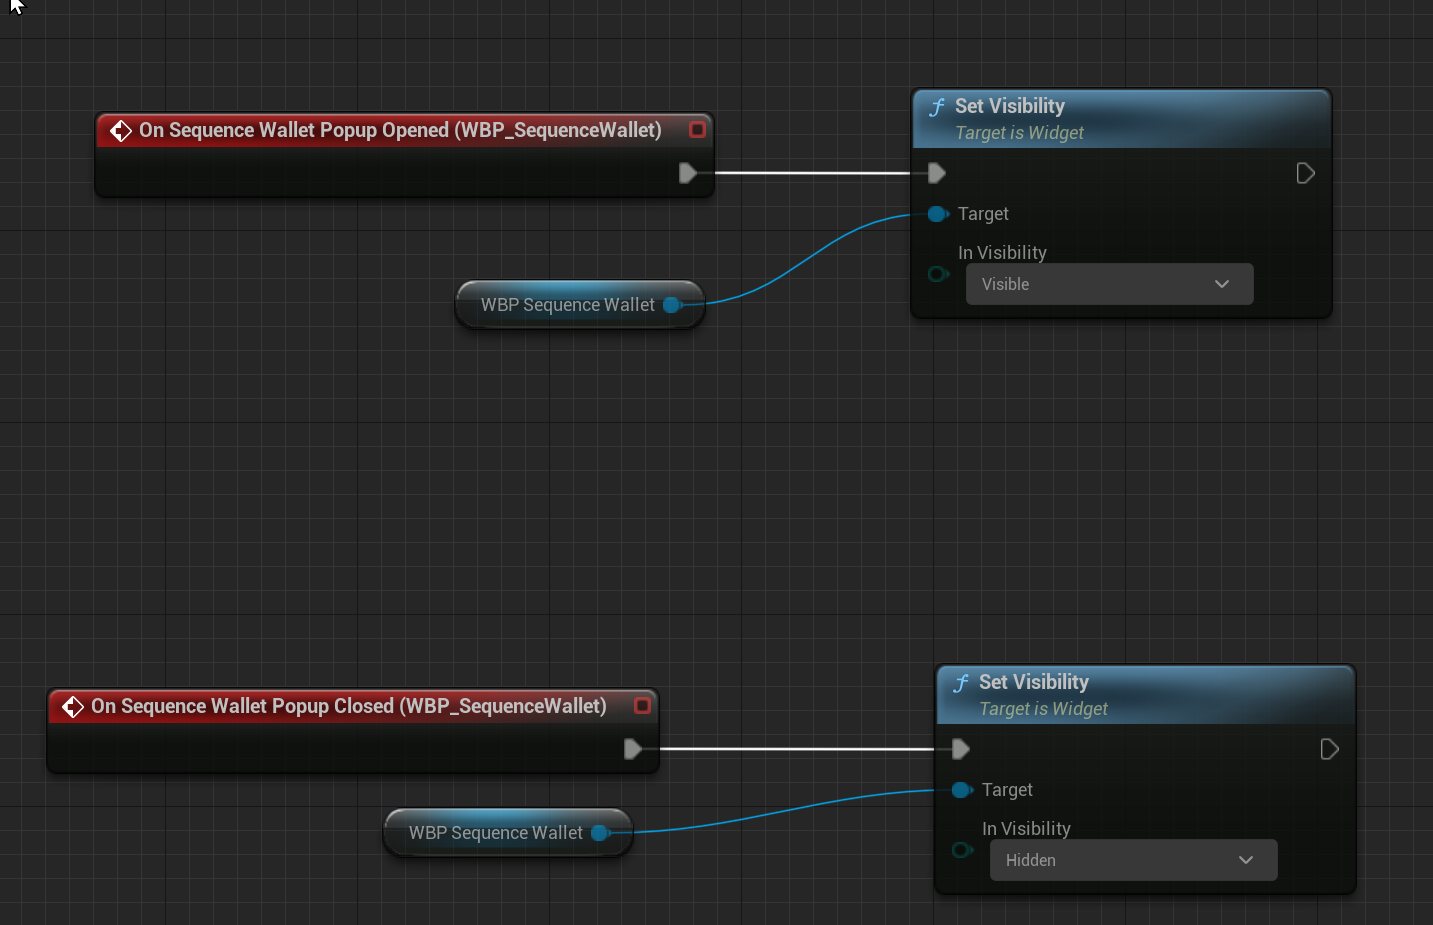 On Sequence Wallet Popup Opened (WBP_SequenceWallet)
Set Visibility
Target is Widget
Target
In Visibility
Visible
WBP Sequence Wallet
On Sequence Wallet Popup Closed (WBP_SequenceWallet)
Set Visibility
Target is Widget
Target
In Visibility
Hidden
WBP Sequence Wallet